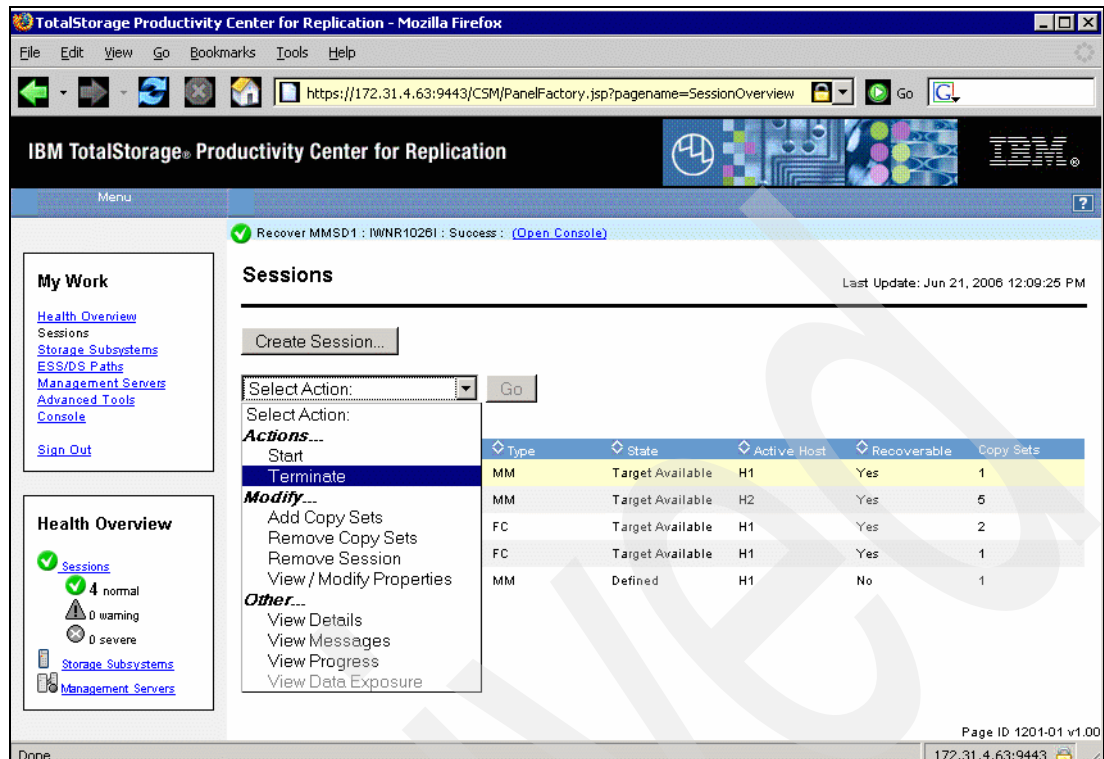 TotalStorage Productivity Center for Replication - Mozilla Firefox
File Edit View Go Bookmarks Tools Help
https://172.31.4.63:9443/CSM/PanelFactory.jsp?pagename=SessionOverview Go G
IBM TotalStorage® Productivity Center for Replication IBM®
Menu ?
Recover MMSD1 : IWNR1026I : Success : (Open Console)
My Work
Health Overview
Sessions
Storage Subsystems
ESS/DS Paths
Management Servers
Advanced Tools
Console
Sign Out
Health Overview
Sessions
4 normal
0 warning
0 severe
Storage Subsystems
Management Servers
Sessions
Last Update: Jun 21, 2006 12:09:25 PM
Create Session...
Select Action: Go
Select Action:
Actions...
Start
Terminate
Modify...
Add Copy Sets
Remove Copy Sets
Remove Session
View / Modify Properties
Other...
View Details
View Messages
View Progress
View Data Exposure
Type State Active Host Recoverable Copy Sets
MM Target Available H1 Yes 1
MM Target Available H2 Yes 5
FC Target Available H1 Yes 2
FC Target Available H1 Yes 1
MM Defined H1 No 1
Page ID 1201-01 v1.00
Done 172.31.4.63:9443